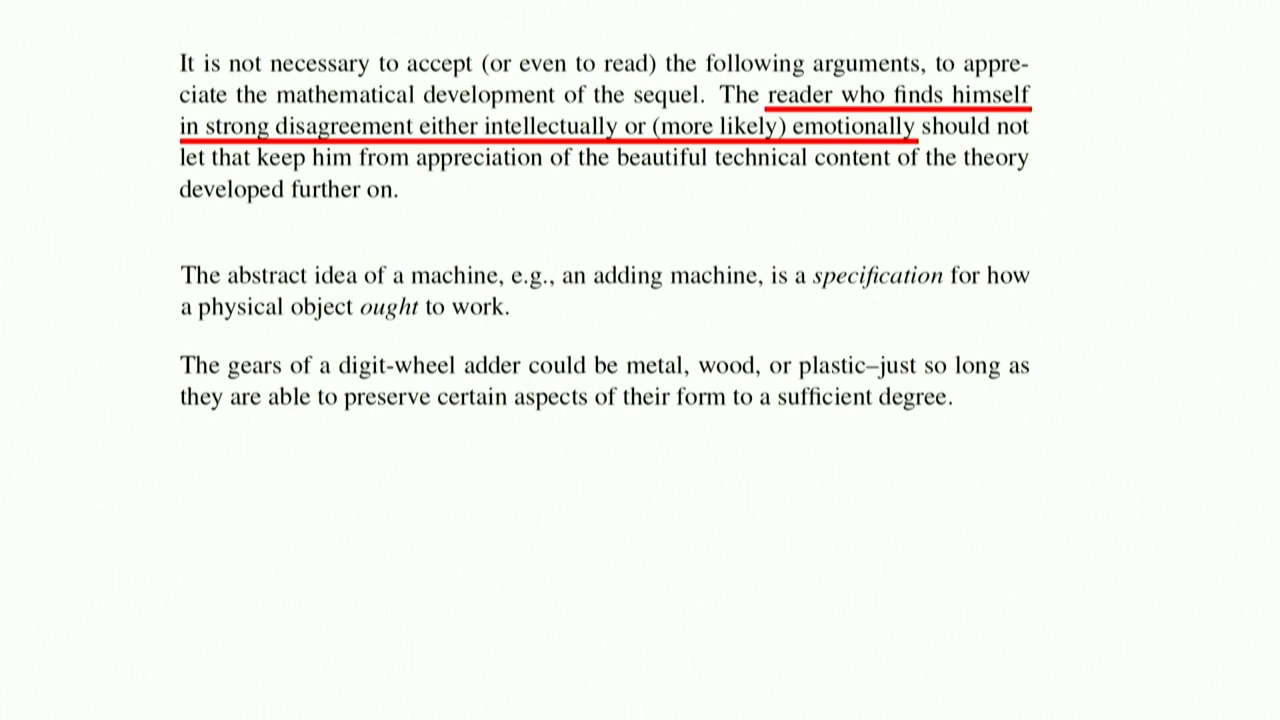 It is not necessary to accept (or even to read) the following arguments, to appre-
ciate the mathematical development of the sequel. The reader who finds himself
in strong disagreement either intellectually or (more likely) emotionally should not
let that keep him from appreciation of the beautiful technical content of the theory
developed further on.
The abstract idea of a machine, e.g., an adding machine, is a specification for how
a physical object ought to work.
The gears of a digit-wheel adder could be metal, wood, or plastic–just so long as
they are able to preserve certain aspects of their form to a sufficient degree.